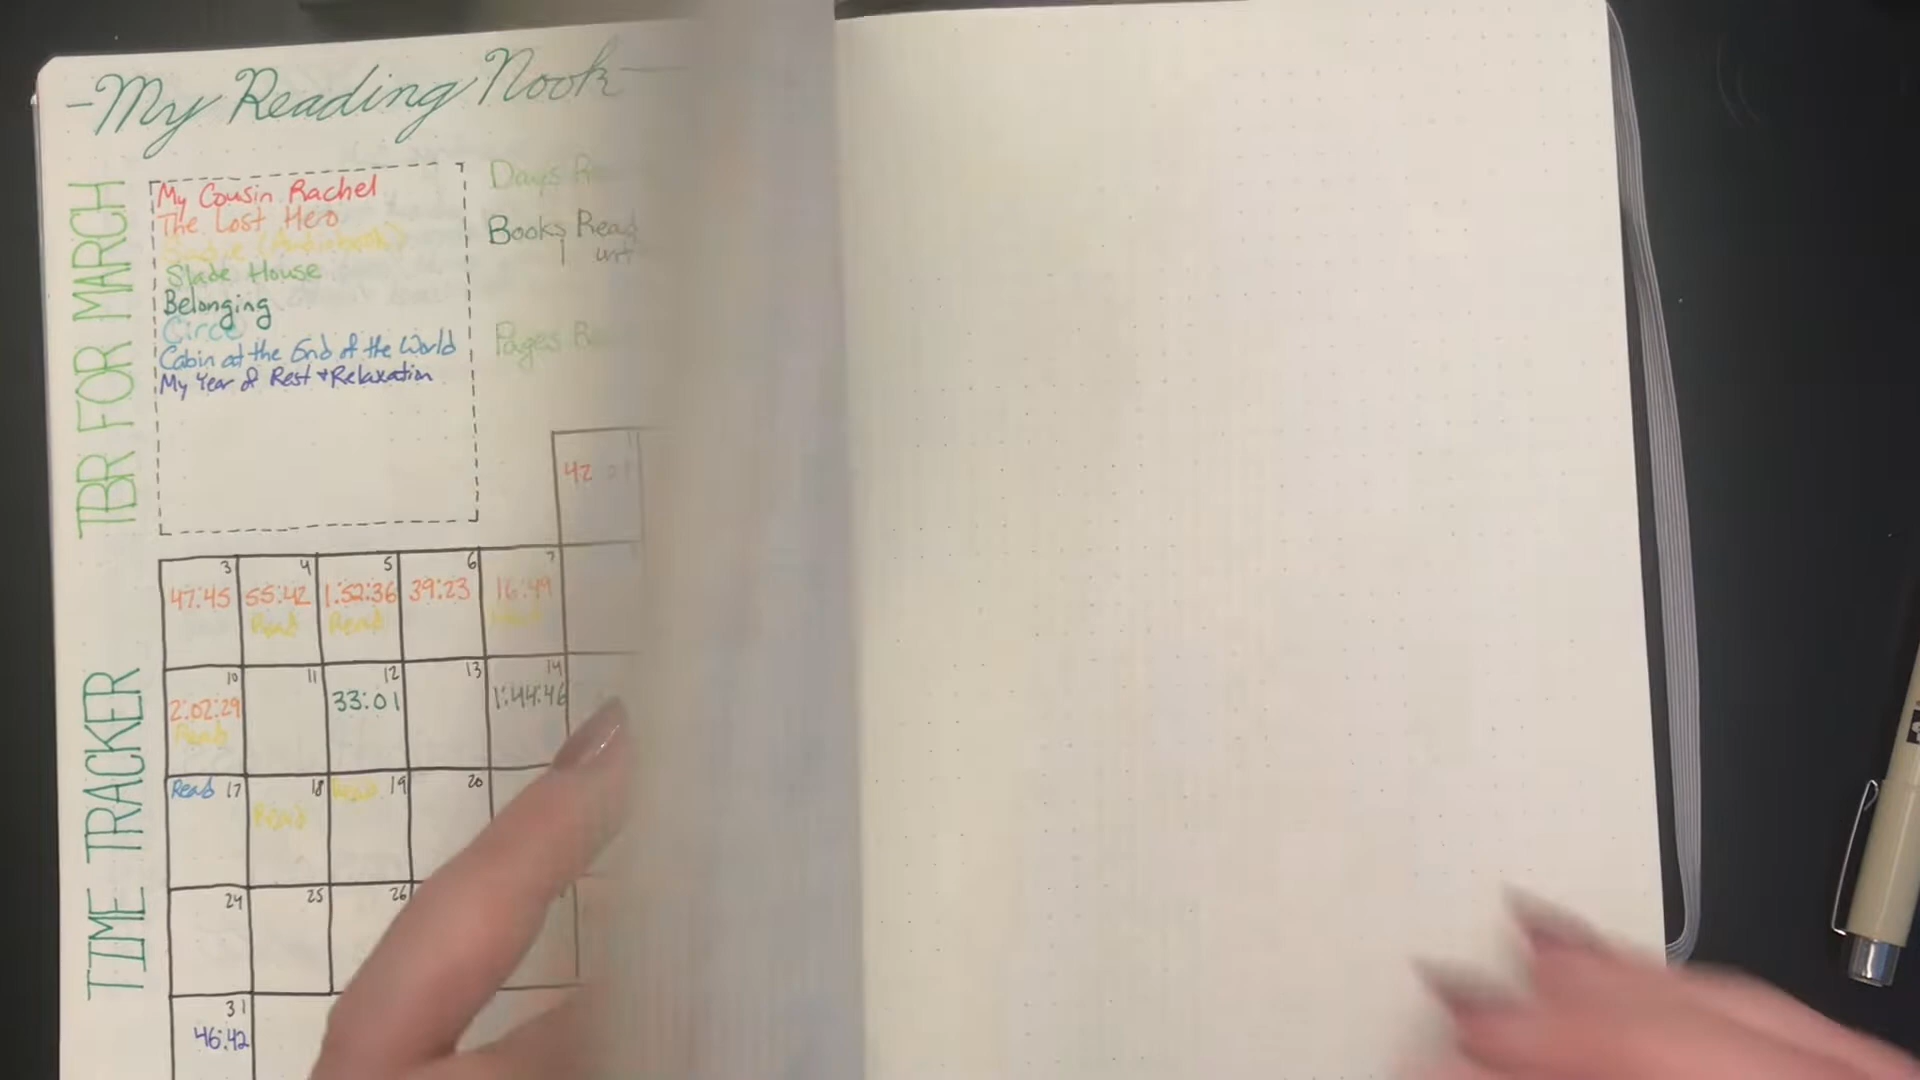 -My Reading Nook
TBR FOR MARCH
My Cousin Rachel
The Lost Hero
(Audiobook)
Slade House
Belonging
Circe
Cabin at the End of the World
My Year of Rest + Relaxation
Days
Books Read
Pages
TIME TRACKER
42
3 4 5 6 7
47:45 55:42 1:52:36 39:23 16:49
Read Read
10 11 12 13 14
2:02:29 33:01 1:44:46
Read
Read 17 18 Read 19 20
Read
24 25 26
31
46:42